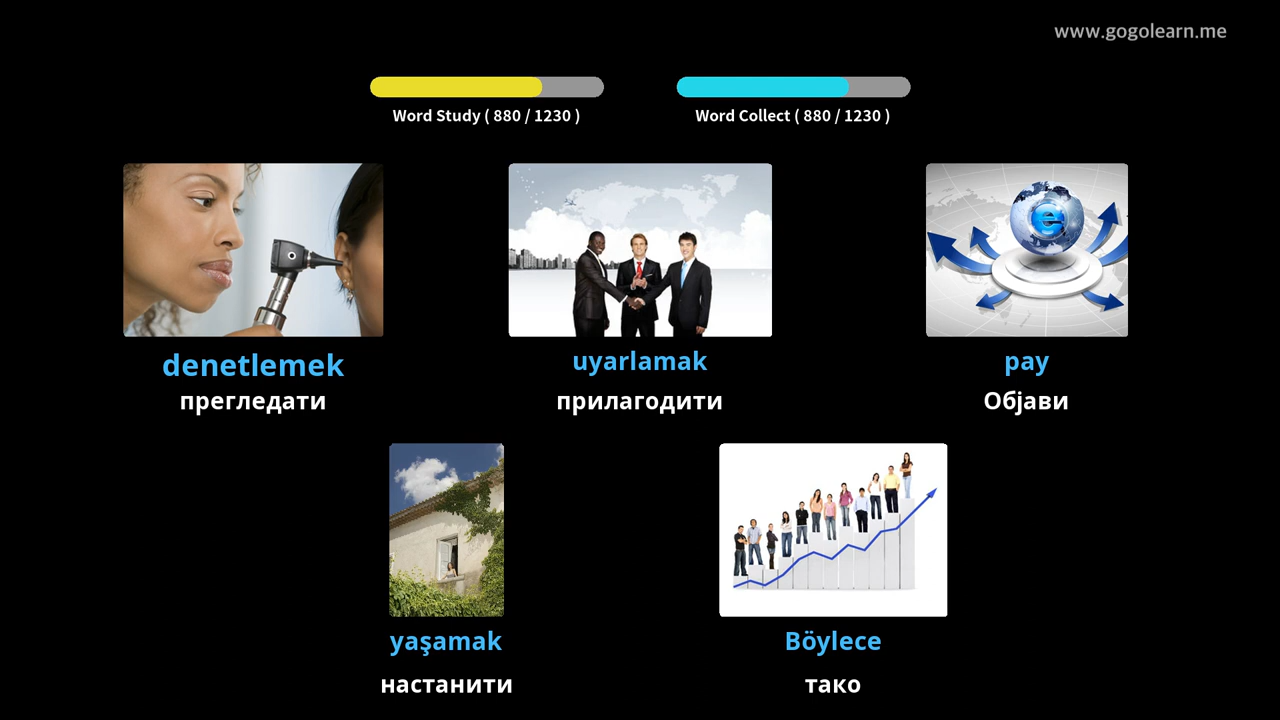 www.gogolearn.me
Word Study ( 880 / 1230 )
Word Collect ( 880 / 1230 )
denetlemek
uyarlamak
pay
прегледати
прилагодити
Објави
yaşamak
Böylece
настанити
тако